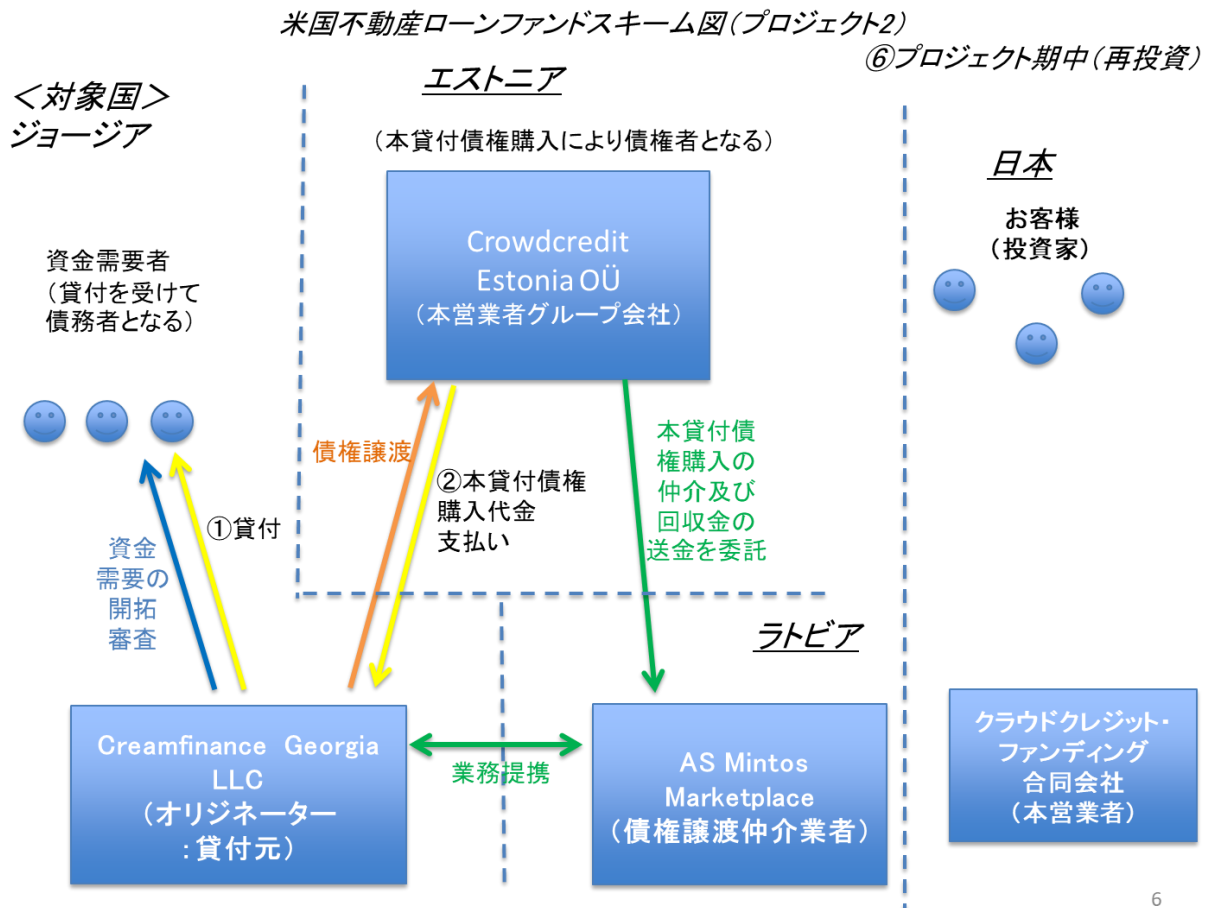 米国不動産ローンファンドスキーム図(プロジェクト2)
⑥プロジェクト期中(再投資)
<対象国>
ジョージア
エストニア
(本貸付債権購入により債権者となる)
日本
お客様
(投資家)
資金需要者
(貸付を受けて
債務者となる)
Crowdcredit
Estonia OÜ
(本営業者グループ会社)
債権譲渡
②本貸付債権
購入代金
支払い
本貸付債
権購入の
仲介及び
回収金の
送金を委託
①貸付
資金
需要の
開拓
審査
ラトビア
Creamfinance Georgia
LLC
(オリジネーター
:貸付元)
業務提携
AS Mintos
Marketplace
(債権譲渡仲介業者)
クラウドクレジット・
ファンディング
合同会社
(本営業者)
6